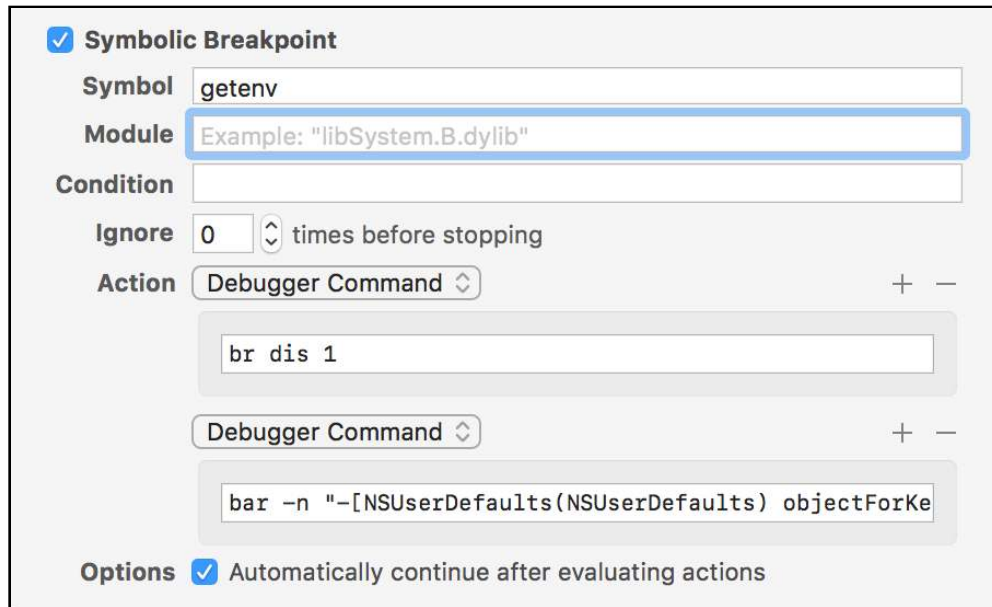 Symbolic Breakpoint
Symbol getenv
Module Example: "libSystem.B.dylib"
Condition
Ignore 0 times before stopping
Action Debugger Command
br dis 1
Debugger Command
bar -n "-[NSUserDefaults(NSUserDefaults) objectForKe
Options Automatically continue after evaluating actions